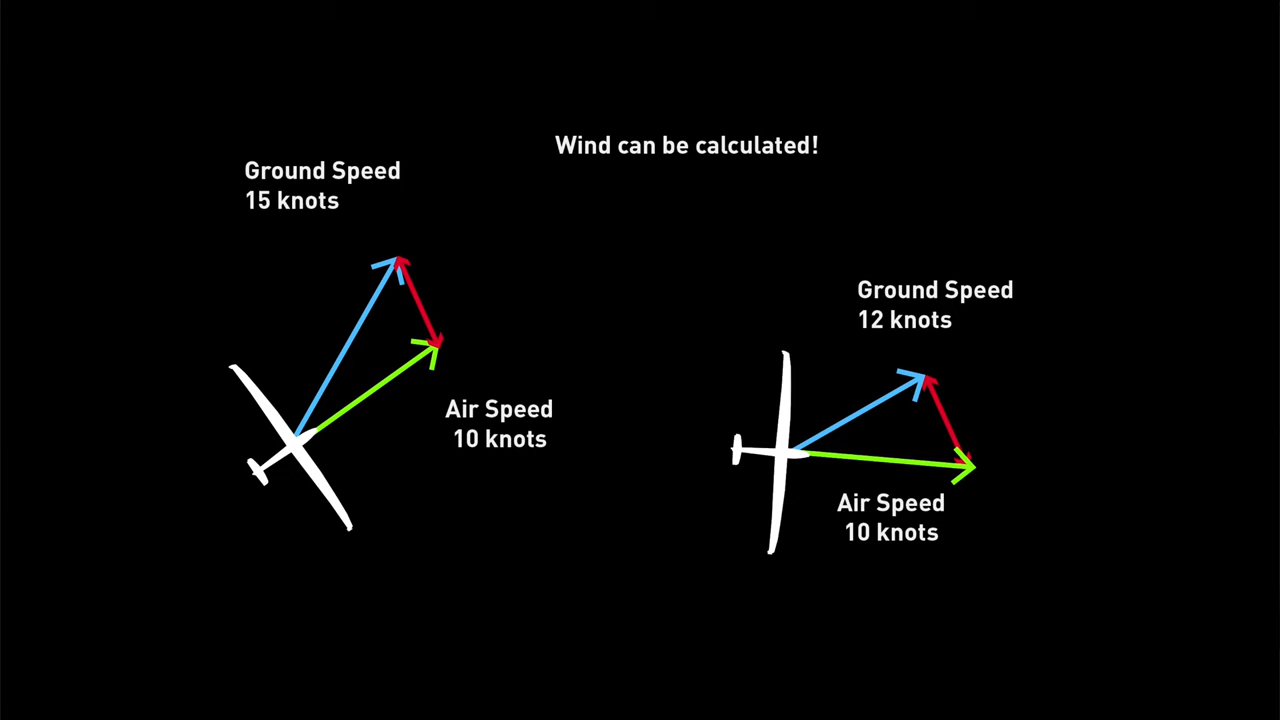 Wind can be calculated!
Ground Speed
15 knots
Air Speed
10 knots
Ground Speed
12 knots
Air Speed
10 knots